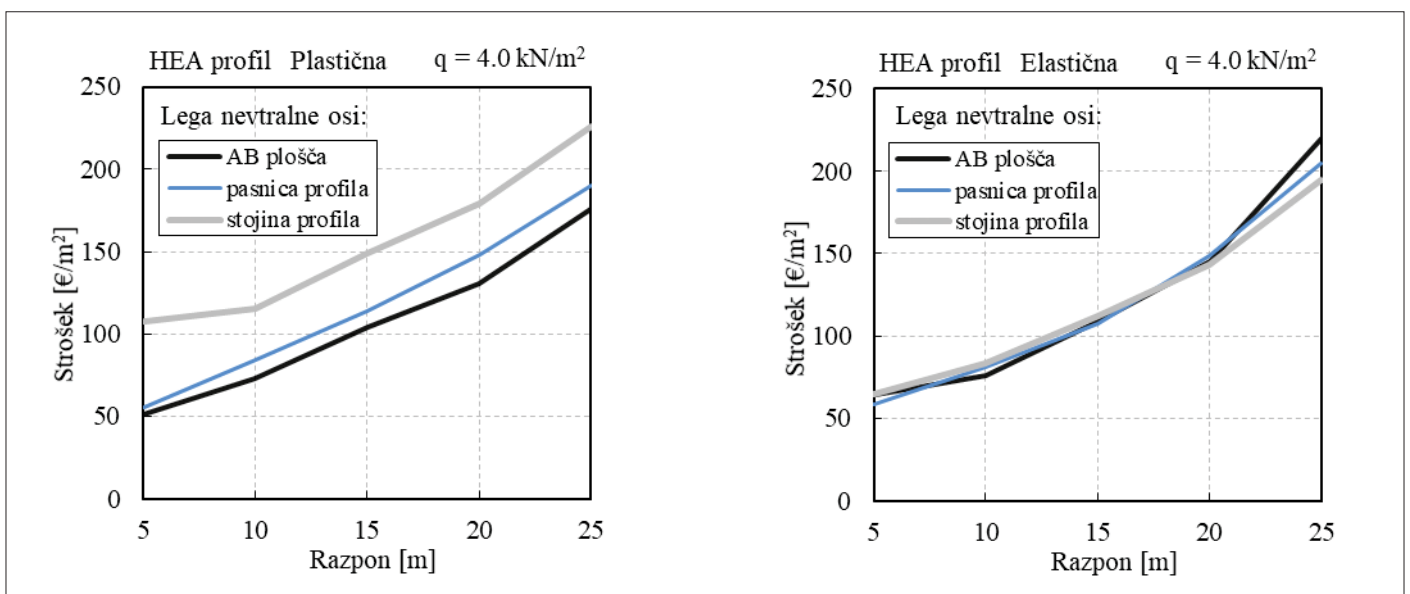 HEA profil Plastična q = 4.0 kN/m²
Lega nevtralne osi:
AB plošča
pasnica profila
stojina profila
Strošek [€/m²]
250
200
150
100
50
0
5 10 15 20 25
Razpon [m]
HEA profil Elastična q = 4.0 kN/m²
Lega nevtralne osi:
AB plošča
pasnica profila
stojina profila
Strošek [€/m²]
250
200
150
100
50
0
5 10 15 20 25
Razpon [m]